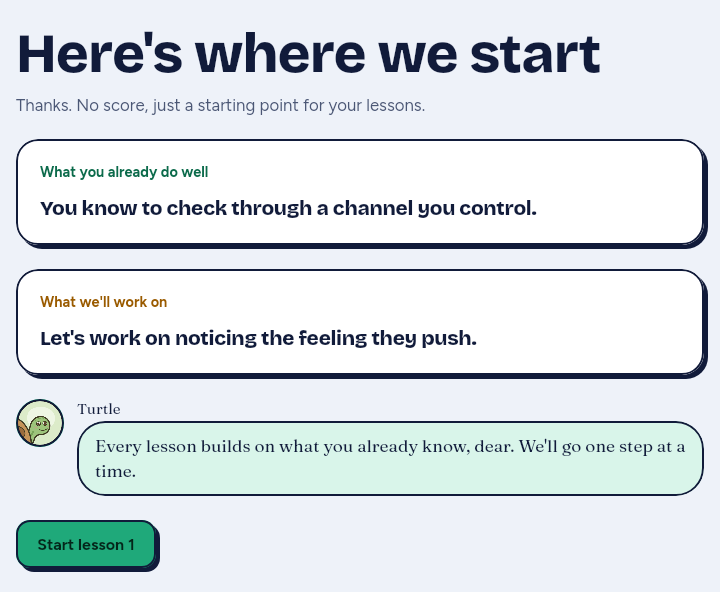 Here's where we start
Thanks. No score, just a starting point for your lessons.
What you already do well
You know to check through a channel you control.
What we'll work on
Let's work on noticing the feeling they push.
Turtle
Every lesson builds on what you already know, dear. We'll go one step at a
time.
Start lesson 1